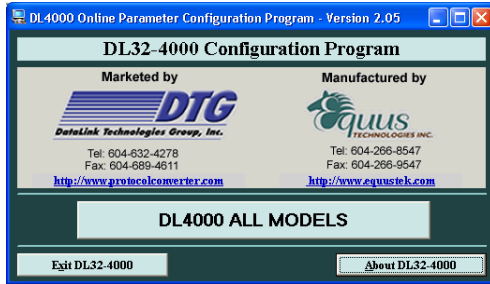 DL4000 Online Parameter Configuration Program - Version 2.05
DL32-4000 Configuration Program
Marketed by
DTG
DataLink Technologies Group, Inc.
Tel: 604-632-4278
Fax: 604-689-4611
http://www.protocolconverter.com
Manufactured by
Equus
TECHNOLOGIES INC.
Tel: 604-266-8547
Fax: 604-266-9547
http://www.equustek.com
DL4000 ALL MODELS
Exit DL32-4000
About DL32-4000